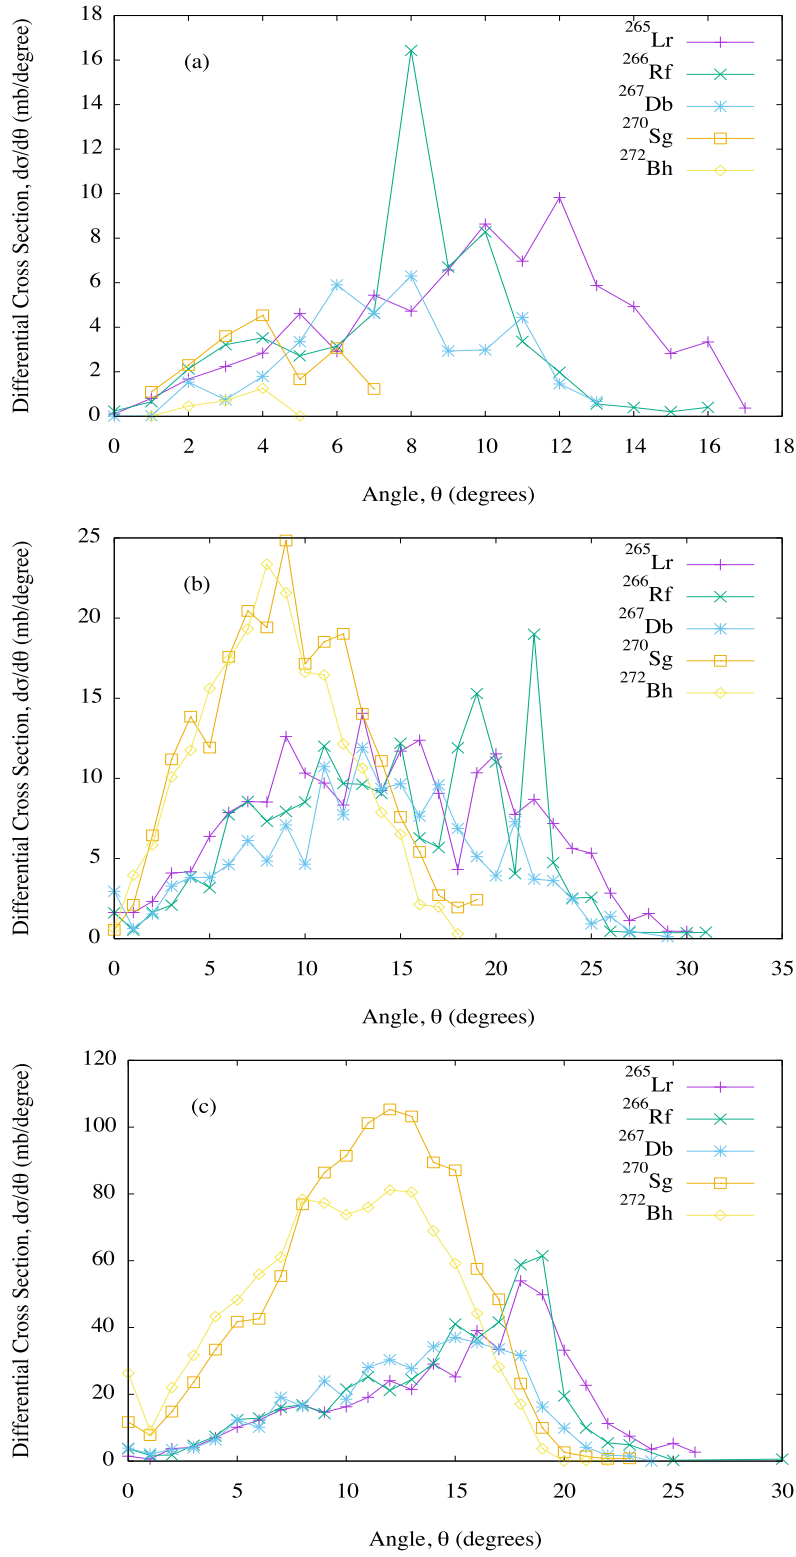 Differential Cross Section, dσ/dθ (mb/degree)
18
16
14
12
10
8
6
4
2
0
(a)
265Lr
266Rf
267Db
270Sg
272Bh
0 2 4 6 8 10 12 14 16 18
Angle, θ (degrees)
Differential Cross Section, dσ/dθ (mb/degree)
25
20
15
10
5
0
(b)
265Lr
266Rf
267Db
270Sg
272Bh
0 5 10 15 20 25 30 35
Angle, θ (degrees)
Differential Cross Section, dσ/dθ (mb/degree)
120
100
80
60
40
20
0
(c)
265Lr
266Rf
267Db
270Sg
272Bh
0 5 10 15 20 25 30
Angle, θ (degrees)